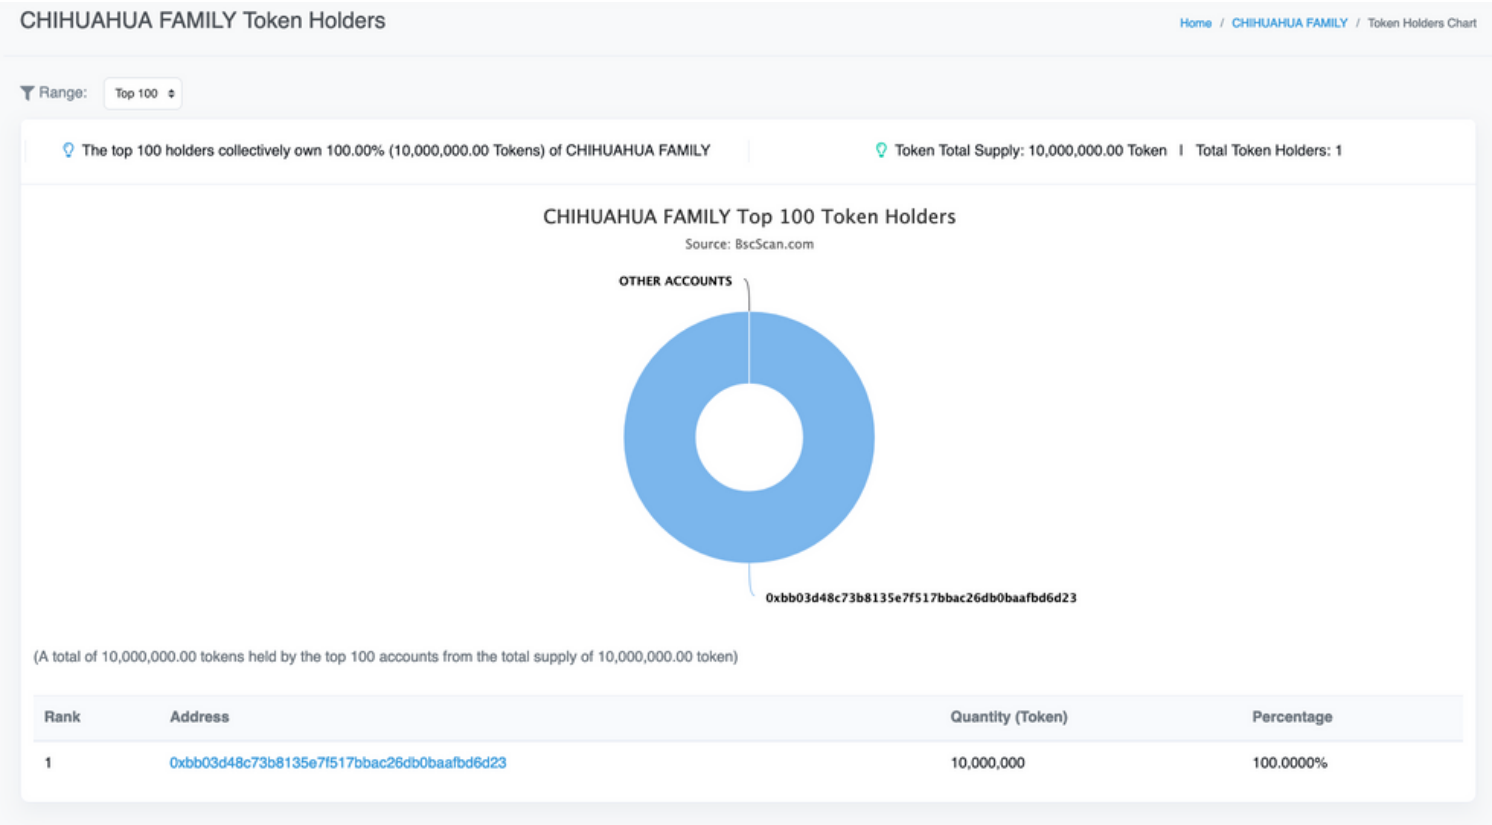 CHIHUAHUA FAMILY Token Holders
Home / CHIHUAHUA FAMILY / Token Holders Chart
Range: Top 100
The top 100 holders collectively own 100.00% (10,000,000.00 Tokens) of CHIHUAHUA FAMILY
Token Total Supply: 10,000,000.00 Token | Total Token Holders: 1
CHIHUAHUA FAMILY Top 100 Token Holders
Source: BscScan.com
OTHER ACCOUNTS
0xbb03d48c73b8135e7f517bbac26db0baafbd6d23
(A total of 10,000,000.00 tokens held by the top 100 accounts from the total supply of 10,000,000.00 token)
Rank Address Quantity (Token) Percentage
1 0xbb03d48c73b8135e7f517bbac26db0baafbd6d23 10,000,000 100.0000%